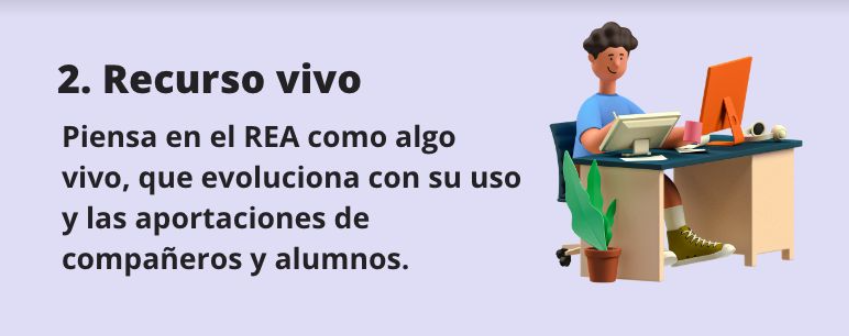 2. Recurso vivo
Piensa en el REA como algo
vivo, que evoluciona con su uso
y las aportaciones de
compañeros y alumnos.